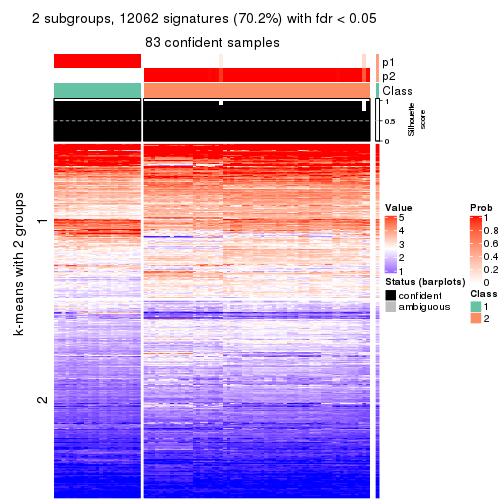 2 subgroups, 12062 signatures (70.2%) with fdr < 0.05
83 confident samples
p1
p2
Class
1
0.5
0
Silhouette
score
k-means with 2 groups
1
2
Value
5
4
3
2
1
Status (barplots)
confident
ambiguous
Prob
1
0.8
0.6
0.4
0.2
0
Class
1
2